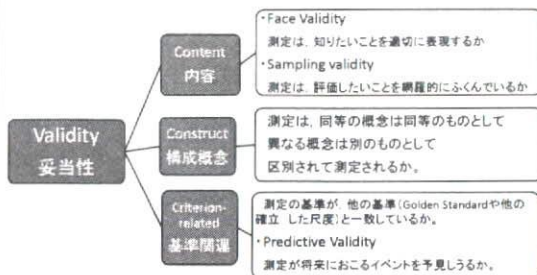 Validity
妥当性
Content
内容
・Face Validity
測定は、知りたいことを適切に表現するか
・Sampling validity
測定は、評価したいことを網羅的にふくんでいるか
Construct
構成概念
測定は、同等の概念は同等のものとして
異なる概念は別のものとして
区別されて測定されるか。
Criterion-
related
基準関連
測定の基準が、他の基準(Golden Standardや他の
確立 した尺度)と一致しているか。
・Predictive Validity
測定が将来におこるイベントを予見しうるか。